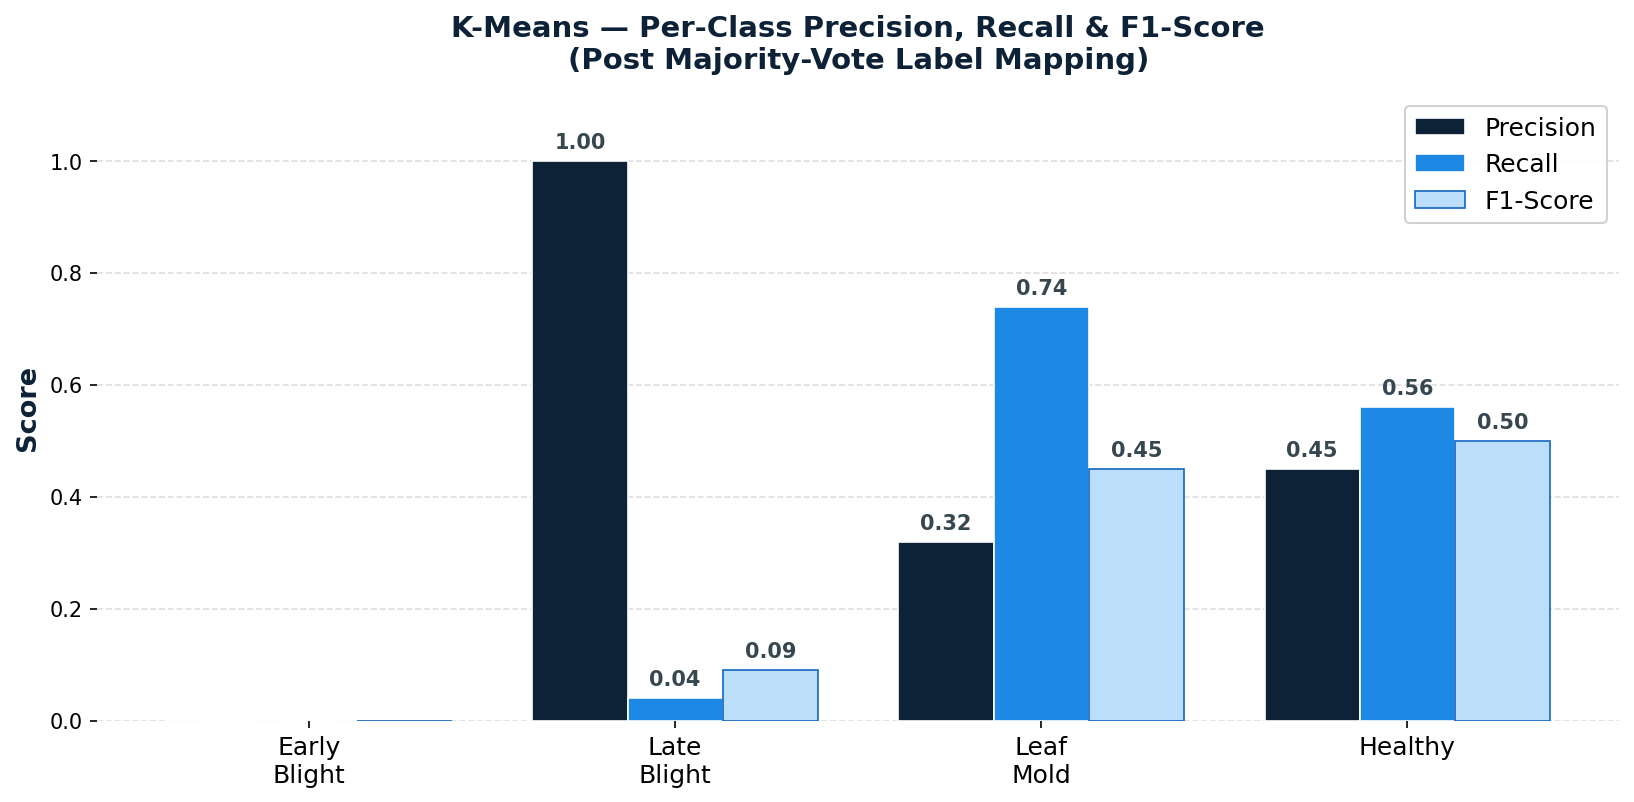 K-Means — Per-Class Precision, Recall & F1-Score
(Post Majority-Vote Label Mapping)
Precision
Recall
F1-Score
Score
1.0
0.8
0.6
0.4
0.2
0.0
1.00
0.04
0.09
0.32
0.74
0.45
0.45
0.56
0.50
Early
Blight
Late
Blight
Leaf
Mold
Healthy